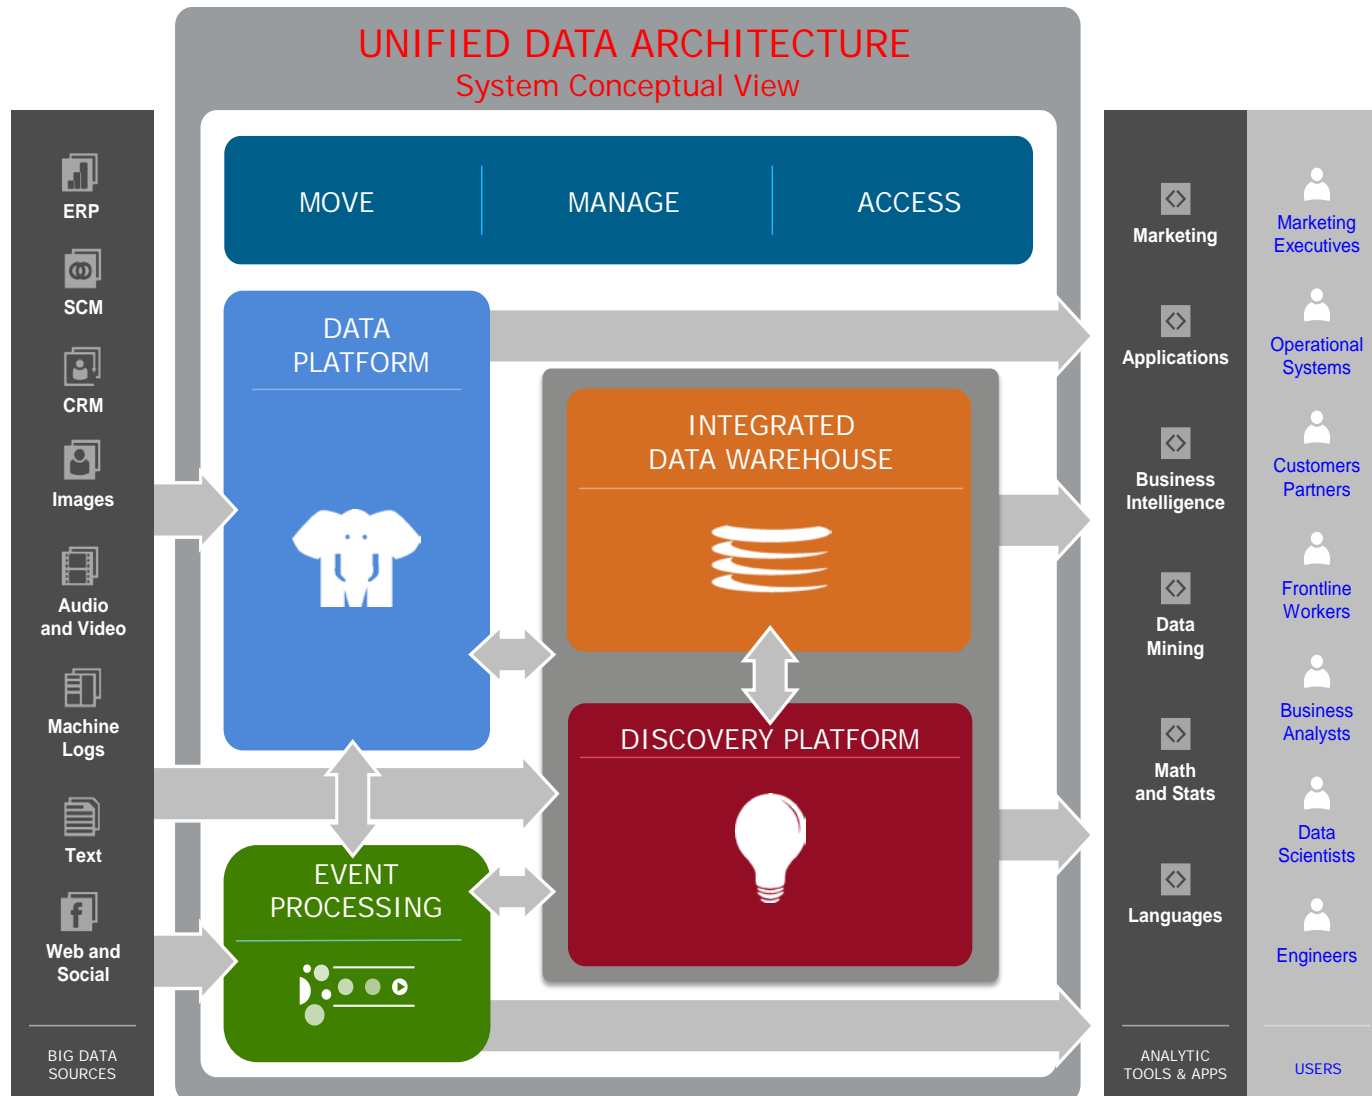 UNIFIED DATA ARCHITECTURE
System Conceptual View
MOVE
MANAGE
ACCESS
ERP
SCM
CRM
Images
Audio
and Video
Machine
Logs
Text
Web and
Social
BIG DATA
SOURCES
DATA
PLATFORM
INTEGRATED
DATA WAREHOUSE
DISCOVERY PLATFORM
EVENT
PROCESSING
Marketing
Applications
Business
Intelligence
Data
Mining
Math
and Stats
Languages
ANALYTIC
TOOLS & APPS
Marketing
Executives
Operational
Systems
Customers
Partners
Frontline
Workers
Business
Analysts
Data
Scientists
Engineers
USERS